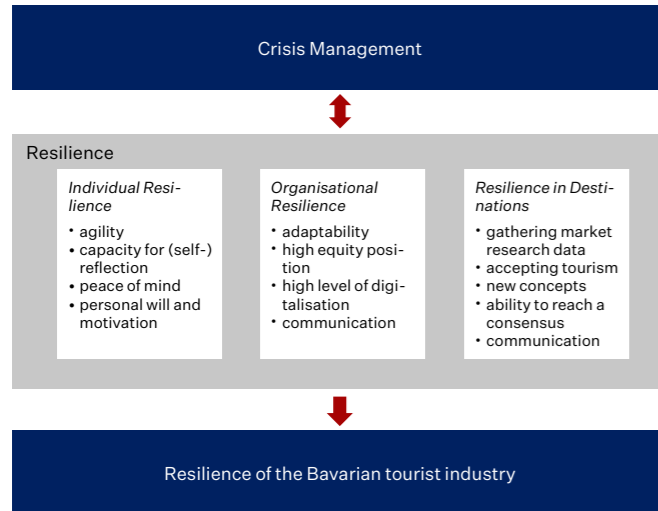 Crisis Management
Resilience
Individual Resi-
lience
• agility
• capacity for (self-)
reflection
• peace of mind
• personal will and
motivation
Organisational
Resilience
• adaptability
• high equity posi-
tion
• high level of digi-
talisation
• communication
Resilience in Desti-
nations
• gathering market
research data
• accepting tourism
• new concepts
• ability to reach a
consensus
• communication
Resilience of the Bavarian tourist industry